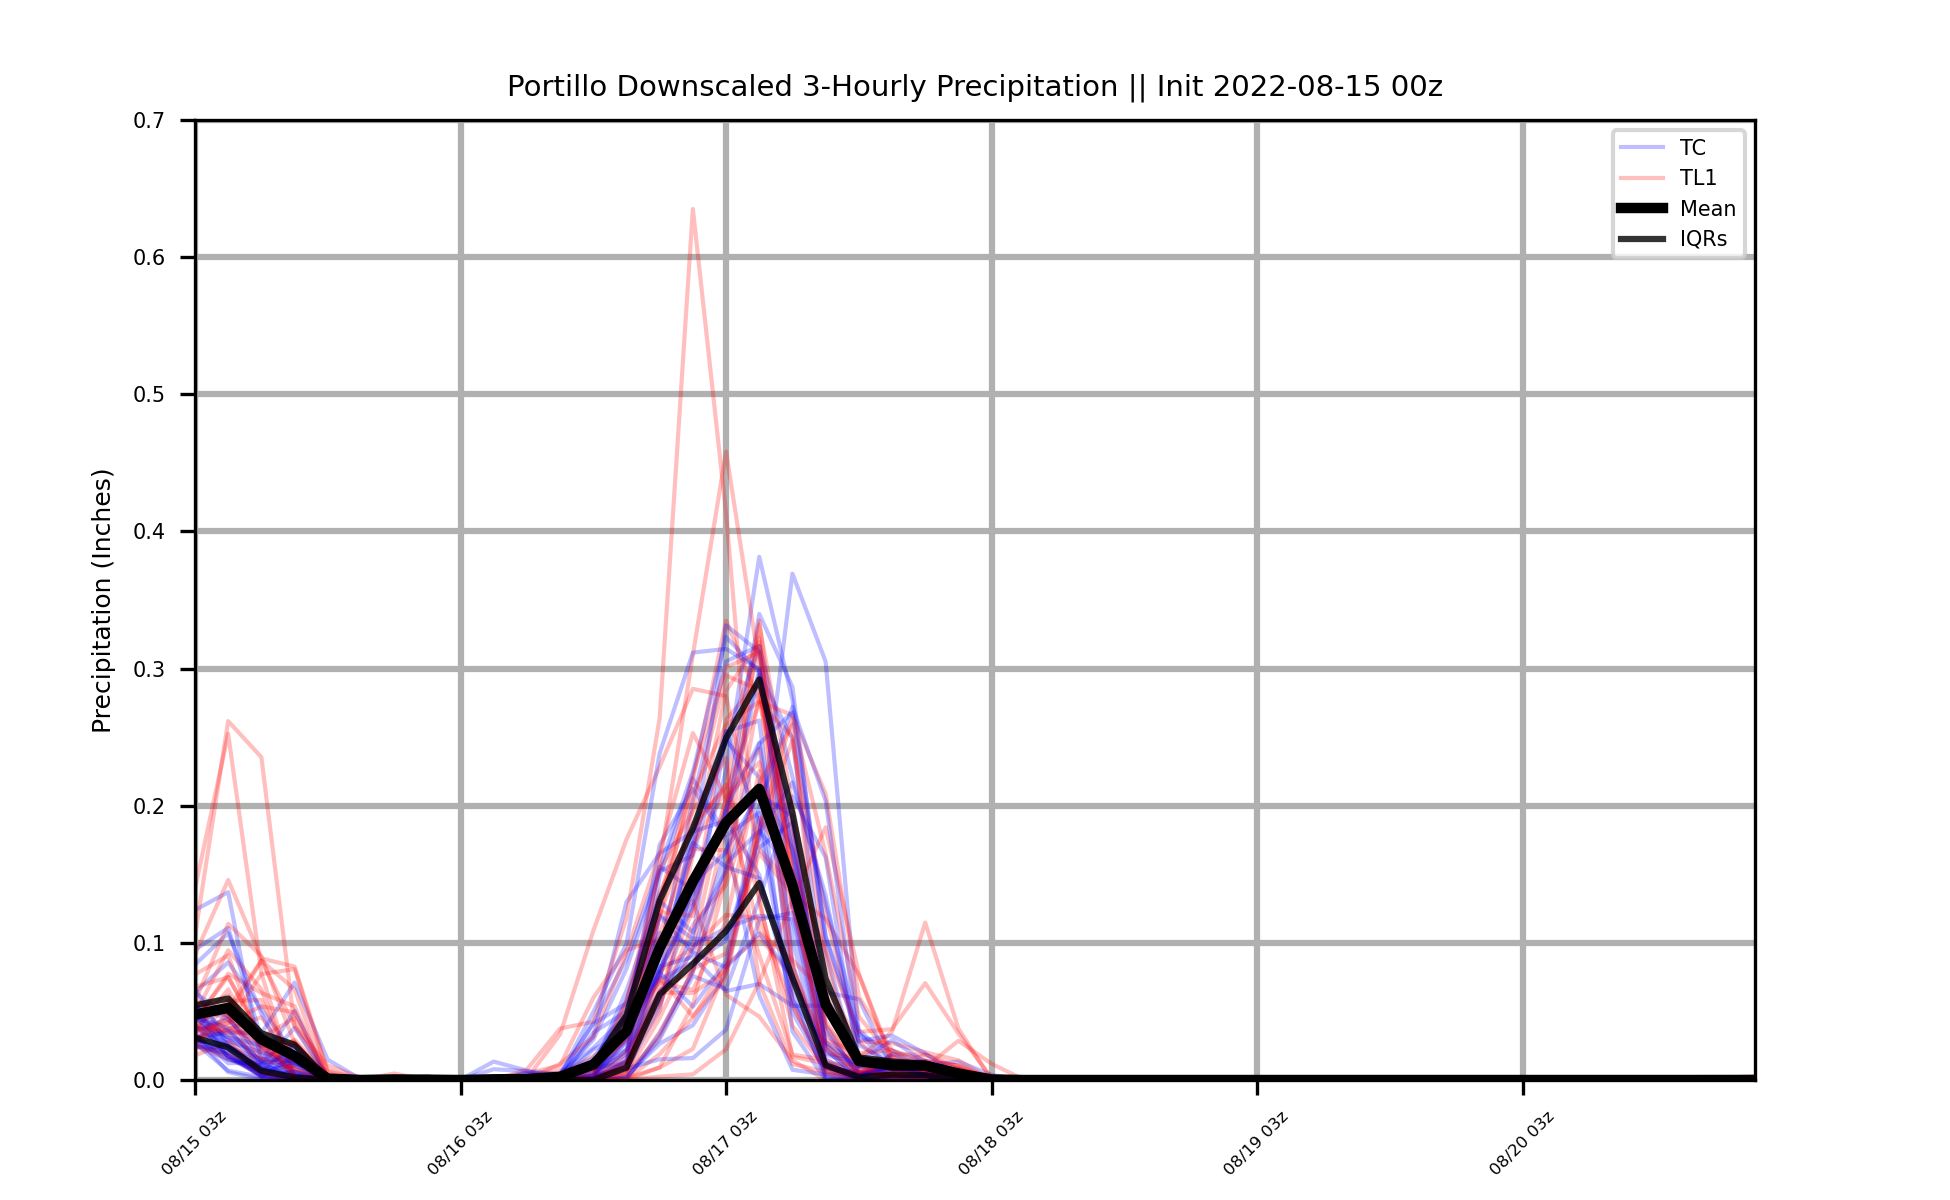 Portillo Downscaled 3-Hourly Precipitation || Init 2022-08-15 00z
TC
TL1
Mean
IQRs
Precipitation (Inches)
0.7
0.6
0.5
0.4
0.3
0.2
0.1
0.0
08/15 03z
08/16 03z
08/17 03z
08/18 03z
08/19 03z
08/20 03z